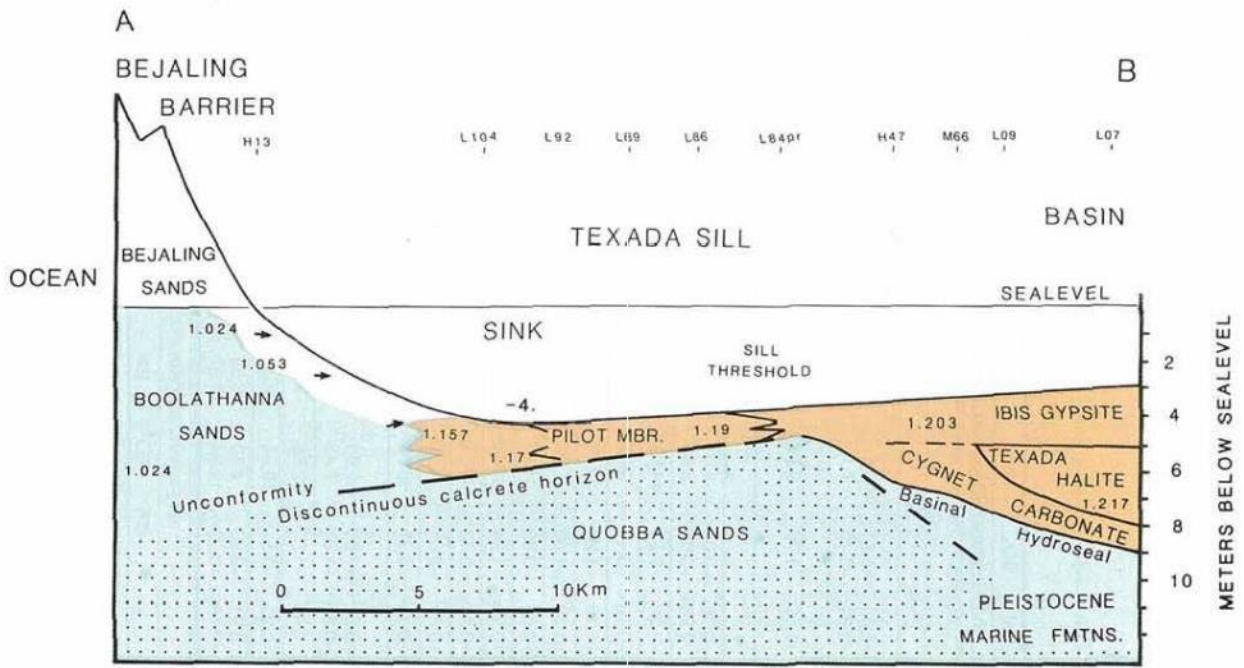 A
BEJALING
BARRIER
B
H13
L104
L92
L89
L86
L84pr
H47
M66
L09
L07
BASIN
TEXADA SILL
BEJALING
SANDS
OCEAN
SEALEVEL
1.024
SINK
1.053
SILL
THRESHOLD
2
BOOLATHANNA
SANDS
-4.
4
1.157
PILOT MBR.
1.19
1.203
IBIS GYPSITE
1.17
1.024
CYGNET
TEXADA
HALITE
6
Unconformity
Discontinuous calcrete horizon
Basinal
1.217
CARBONATE
8
QUOBBA SANDS
Hydroseal
10
0
5
10Km
PLEISTOCENE
MARINE FMTNS.
METERS BELOW SEALEVEL